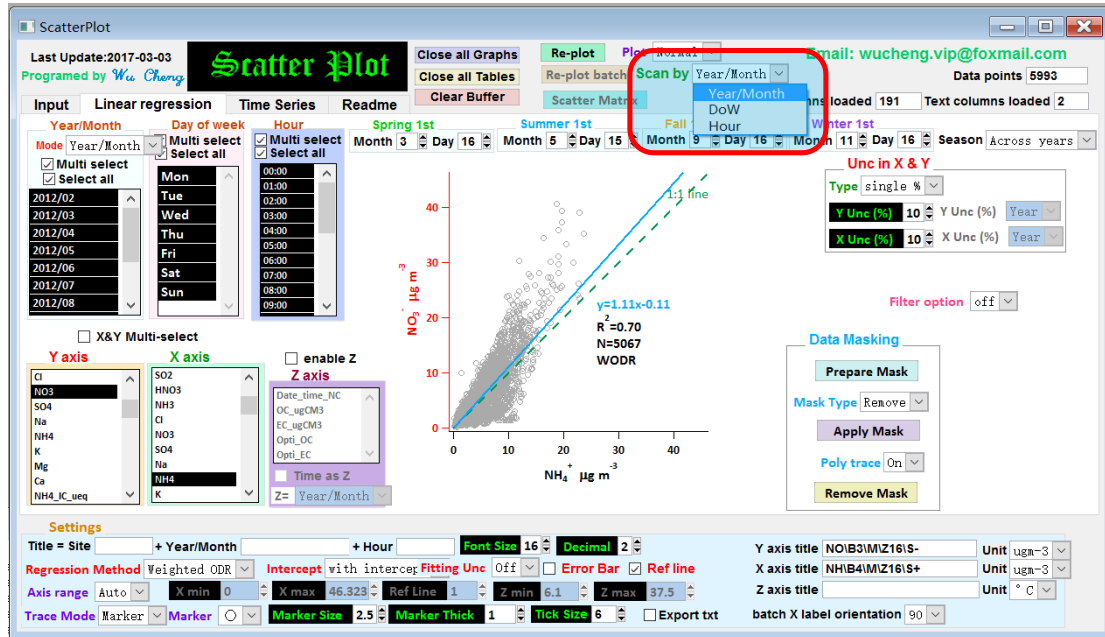 ScatterPlot
Last Update:2017-03-03
Programed by Wu Cheng
Scatter Plot
Close all Graphs
Close all Tables
Clear Buffer
Re-plot
Plot Normal
Re-plot batch
Scan by Year/Month
Year/Month
DoW
Hour
Scatter Matrix
Email: wucheng.vip@foxmail.com
Data points 5993
ns loaded 191
Text columns loaded 2
Input
Linear regression
Time Series
Readme
Year/Month
Mode Year/Month
Multi select
Select all
2012/02
2012/03
2012/04
2012/05
2012/06
2012/07
2012/08
Day of week
Multi select
Select all
Mon
Tue
Wed
Thu
Fri
Sat
Sun
Hour
Multi select
Select all
00:00
01:00
02:00
03:00
04:00
05:00
06:00
07:00
08:00
09:00
Spring 1st
Month 3 Day 16
Summer 1st
Month 5 Day 15
Fall
Month 9 Day 16
Winter 1st
Month 11 Day 16
Season Across years
Unc in X & Y
Type single %
Y Unc (%) 10 Y Unc (%) Year
X Unc (%) 10 X Unc (%) Year
Filter option off
Data Masking
Prepare Mask
Mask Type Remove
Apply Mask
Poly trace On
Remove Mask
X&Y Multi-select
Y axis
Cl
NO3
SO4
Na
NH4
K
Mg
Ca
NH4_IC_ueq
X axis
SO2
HNO3
NH3
Cl
NO3
SO4
Na
NH4
K
enable Z
Z axis
Date_time_NC
OC_ugCM3
EC_ugCM3
Opti_OC
Opti_EC
Time as Z
Z= Year/Month
40
30
20
10
0
NO3- μg m-3
1:1 line
y=1.11x-0.11
R2=0.70
N=5067
WODR
0 10 20 30 40
NH4+ μg m-3
Settings
Title = Site + Year/Month + Hour Font Size 16 Decimal 2
Regression Method Weighted ODR Intercept with intercep Fitting Unc Off Error Bar Ref line
Axis range Auto X min 0 X max 46.323 Ref Line 1 Z min 6.1 Z max 37.5
Trace Mode Marker Marker Marker Size 2.5 Marker Thick 1 Tick Size 6 Export txt
Y axis title NO\B3\M\Z16\S- Unit ugm-3
X axis title NH\B4\M\Z16\S+ Unit ugm-3
Z axis title Unit ° C
batch X label orientation 90